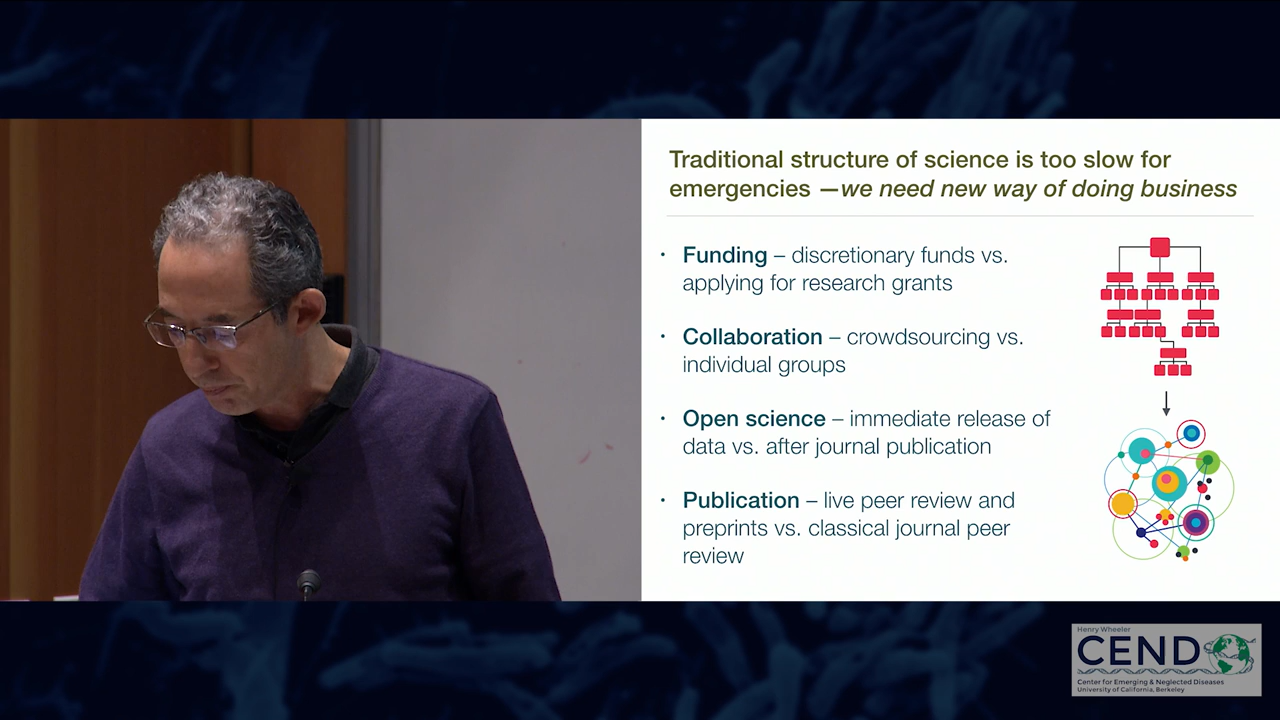 Traditional structure of science is too slow for
emergencies —we need new way of doing business
• Funding – discretionary funds vs.
applying for research grants
• Collaboration – crowdsourcing vs.
individual groups
• Open science – immediate release of
data vs. after journal publication
• Publication – live peer review and
preprints vs. classical journal peer
review
Henry Wheeler
CEND
Center for Emerging & Neglected Diseases
University of California, Berkeley